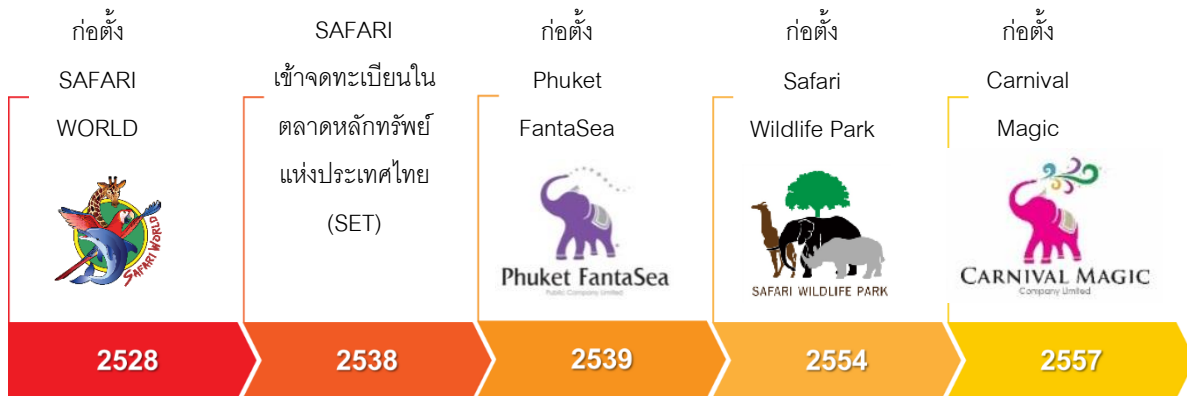 ก่อตั้ง
SAFARI
WORLD
SAFARI WORLD
2528
SAFARI
เข้าจดทะเบียนใน
ตลาดหลักทรัพย์
แห่งประเทศไทย
(SET)
2538
ก่อตั้ง
Phuket
FantaSea
Phuket FantaSea
Public Company Limited
2539
ก่อตั้ง
Safari
Wildlife Park
SAFARI WILDLIFE PARK
2554
ก่อตั้ง
Carnival
Magic
CARNIVAL MAGIC
Company Limited
2557